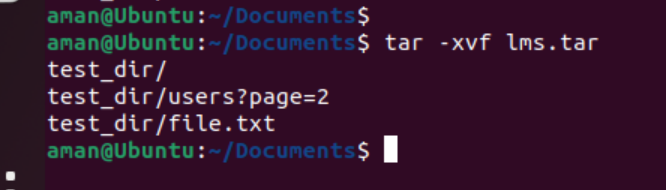 aman@Ubuntu:~/Documents$
aman@Ubuntu:~/Documents$ tar -xvf lms.tar
test_dir/
test_dir/users?page=2
test_dir/file.txt
aman@Ubuntu:~/Documents$